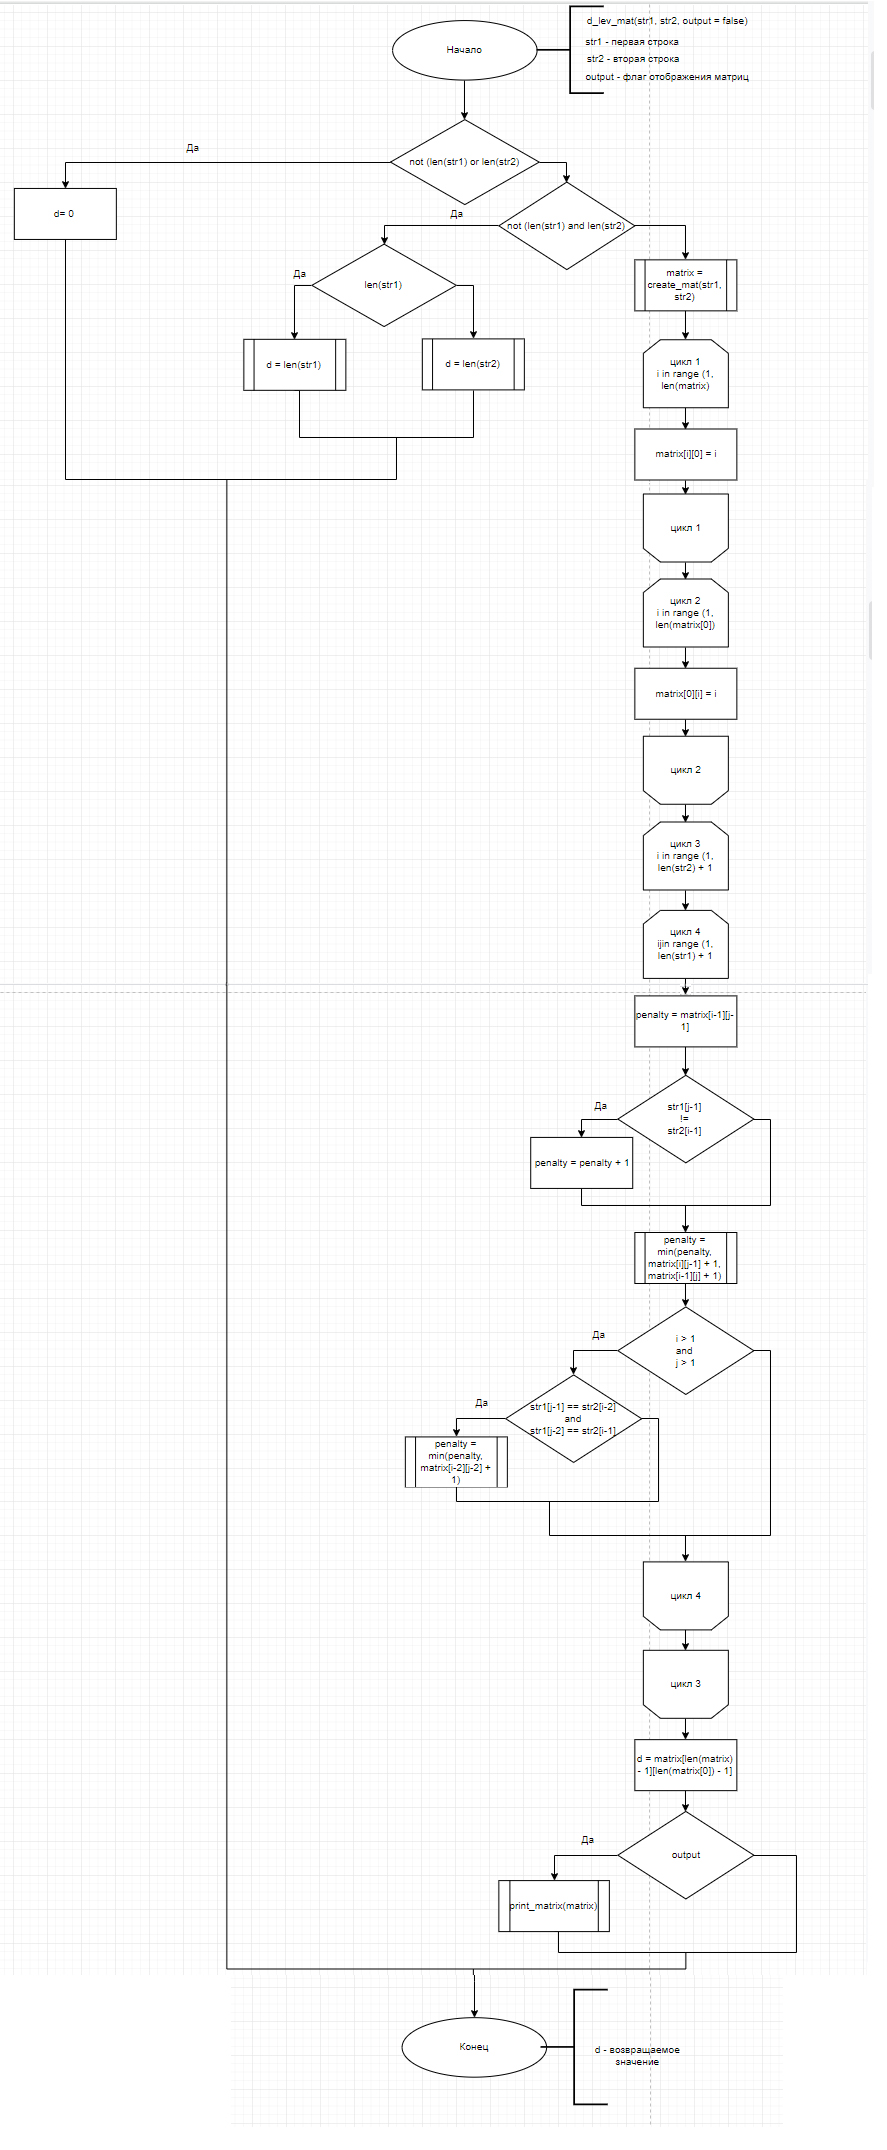 Начало
d_lev_mat(str1, str2, output = false)
str1 - первая строка
str2 - вторая строка
output - флаг отображения матриц
Да
not (len(str1) or len(str2)
d= 0
Да
not (len(str1) and len(str2)
Да
len(str1)
matrix =
create_mat(str1,
str2)
d = len(str1)
d = len(str2)
цикл 1
i in range (1,
len(matrix)
matrix[i][0] = i
цикл 1
цикл 2
i in range (1,
len(matrix[0])
matrix[0][i] = i
цикл 2
цикл 3
i in range (1,
len(str2) + 1
цикл 4
ijin range (1,
len(str1) + 1
penalty = matrix[i-1][j-
1]
Да
str1[j-1]
!=
str2[i-1]
penalty = penalty + 1
penalty =
min(penalty,
matrix[i][j-1] + 1,
matrix[i-1][j] + 1)
Да
i > 1
and
j > 1
Да
str1[j-1] == str2[i-2]
and
str1[j-2] == str2[i-1]
penalty =
min(penalty,
matrix[i-2][j-2] +
1)
цикл 4
цикл 3
d = matrix[len(matrix)
- 1][len(matrix[0]) - 1]
Да
output
print_matrix(matrix)
Конец
d - возвращаемое
значение